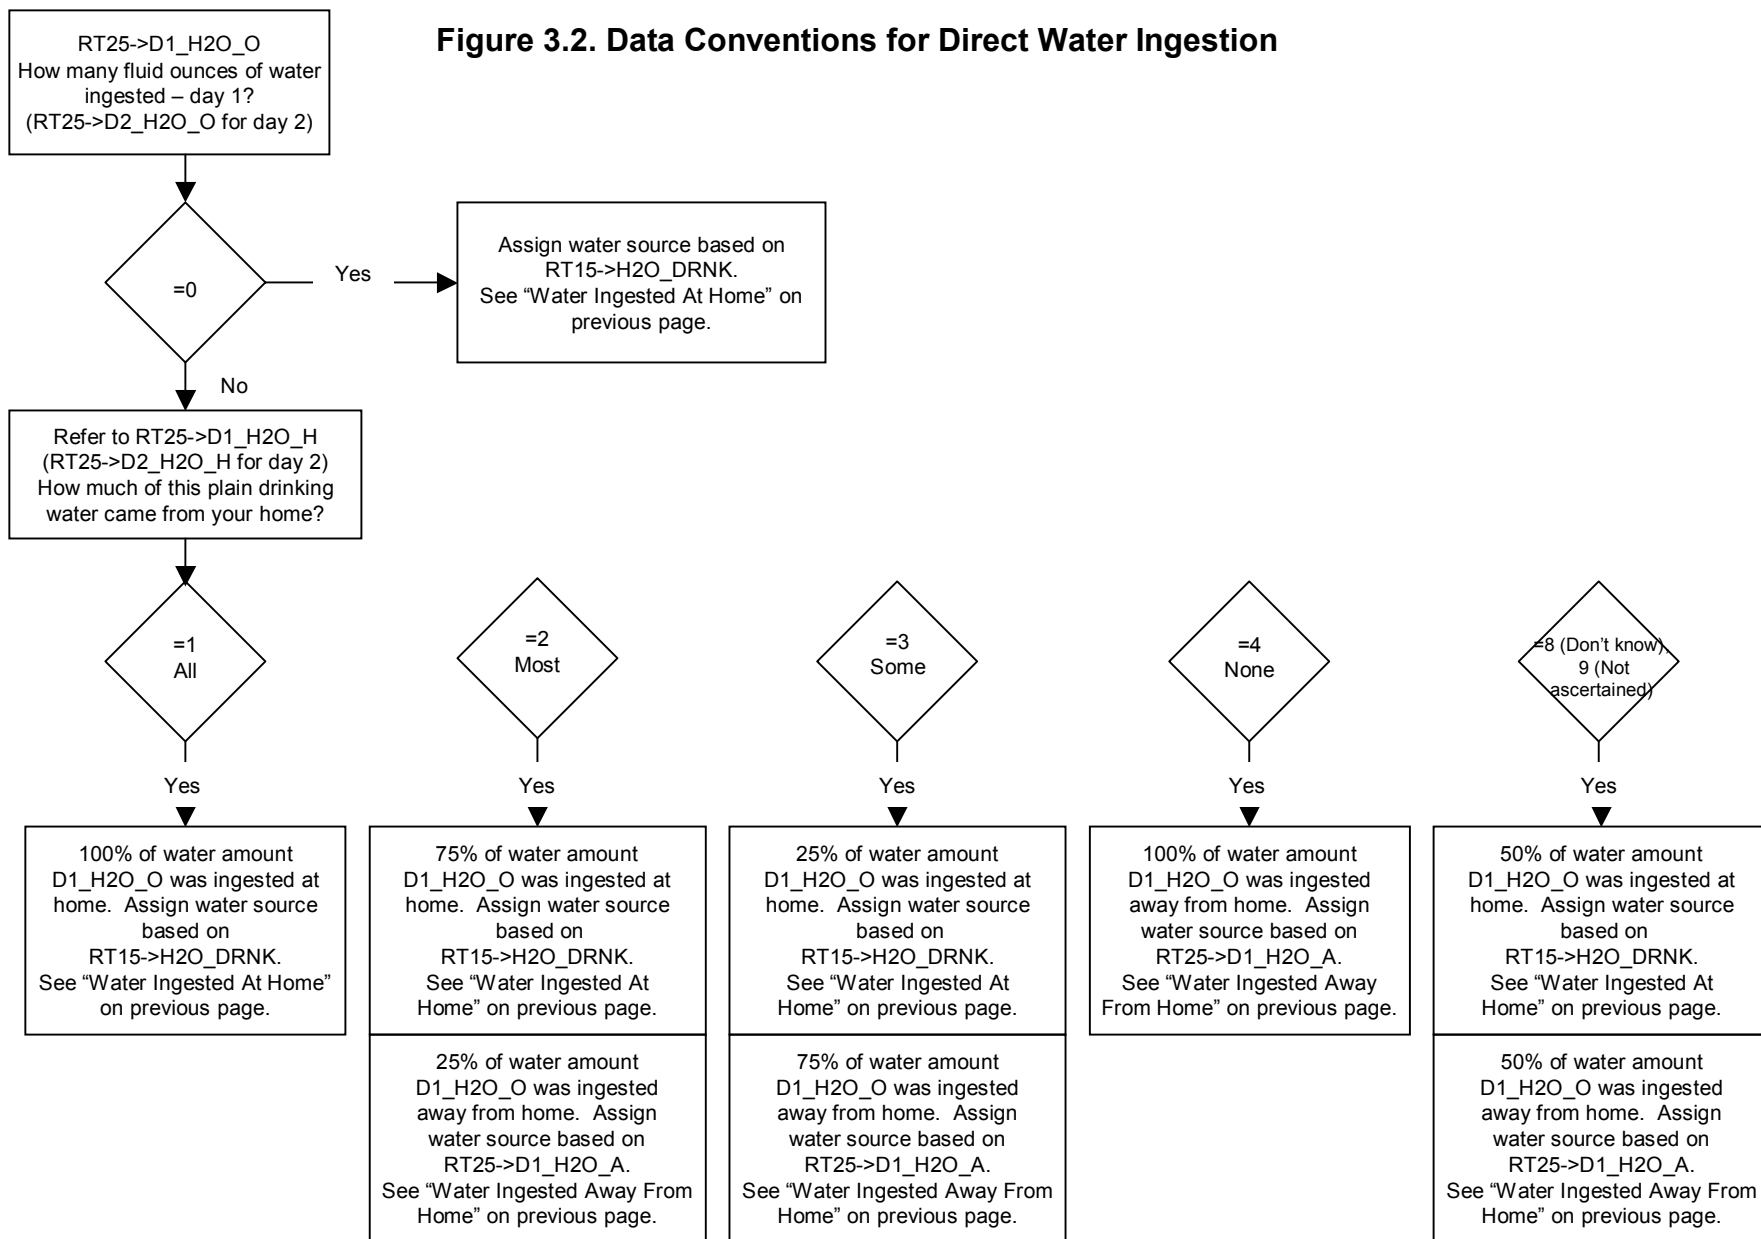 Figure 3.2. Data Conventions for Direct Water Ingestion
RT25->D1_H2O_O
How many fluid ounces of water
ingested – day 1?
(RT25->D2_H2O_O for day 2)
=0
Yes
Assign water source based on
RT15->H2O_DRNK.
See “Water Ingested At Home” on
previous page.
No
Refer to RT25->D1_H2O_H
(RT25->D2_H2O_H for day 2)
How much of this plain drinking
water came from your home?
=1
All
Yes
100% of water amount
D1_H2O_O was ingested at
home.  Assign water source
based on
RT15->H2O_DRNK.
See “Water Ingested At Home”
on previous page.
=2
Most
Yes
75% of water amount
D1_H2O_O was ingested at
home.  Assign water source
based on
RT15->H2O_DRNK.
See “Water Ingested At
Home” on previous page.
25% of water amount
D1_H2O_O was ingested
away from home.  Assign
water source based on
RT25->D1_H2O_A.
See “Water Ingested Away From
Home” on previous page.
=3
Some
Yes
25% of water amount
D1_H2O_O was ingested at
home.  Assign water source
based on
RT15->H2O_DRNK.
See “Water Ingested At
Home” on previous page.
75% of water amount
D1_H2O_O was ingested
away from home.  Assign
water source based on
RT25->D1_H2O_A.
See “Water Ingested Away From
Home” on previous page.
=4
None
Yes
100% of water amount
D1_H2O_O was ingested
away from home.  Assign
water source based on
RT25->D1_H2O_A.
See “Water Ingested Away
From Home” on previous page.
=8 (Don’t know),
9 (Not
ascertained)
Yes
50% of water amount
D1_H2O_O was ingested at
home.  Assign water source
based on
RT15->H2O_DRNK.
See “Water Ingested At
Home” on previous page.
50% of water amount
D1_H2O_O was ingested
away from home.  Assign
water source based on
RT25->D1_H2O_A.
See “Water Ingested Away From
Home” on previous page.